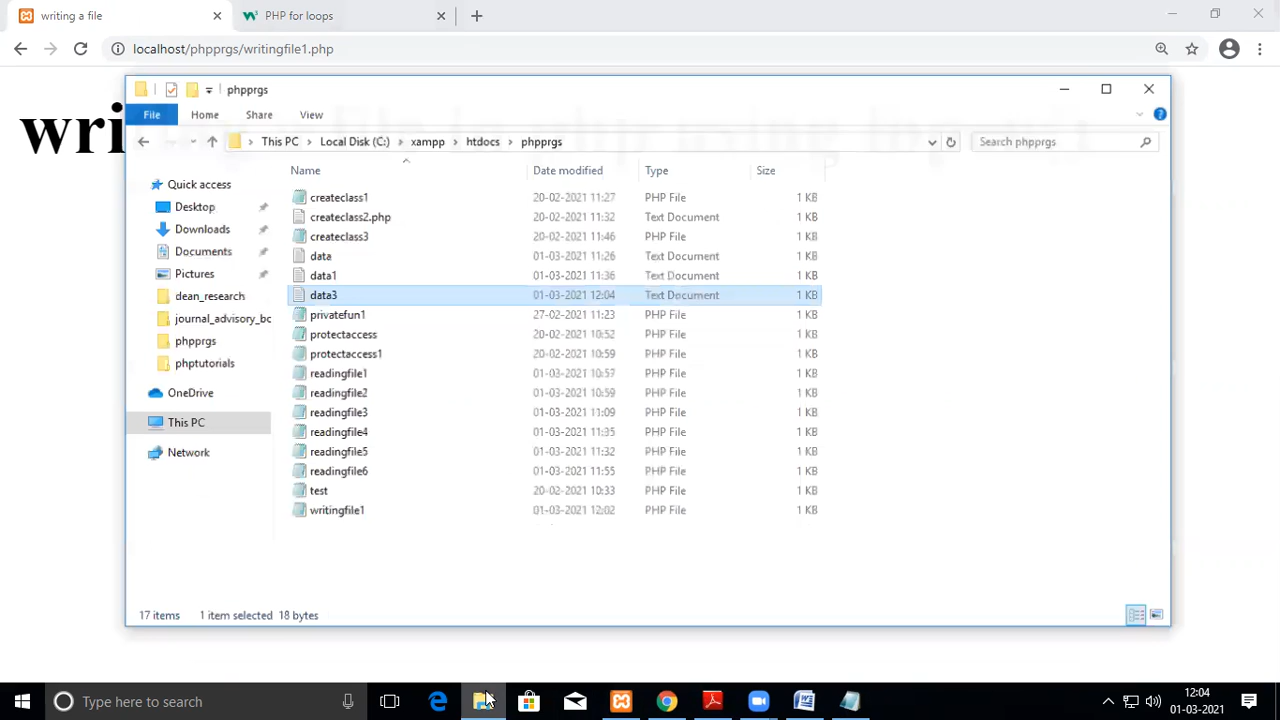 writing a file
PHP for loops
localhost/phpprgs/writingfile1.php
wri
phpprgs
File Home Share View
This PC > Local Disk (C:) > xampp > htdocs > phpprgs
Search phpprgs
Name Date modified Type Size
Quick access
Desktop
Downloads
Documents
Pictures
dean_research
journal_advisory_bc
phpprgs
phptutorials
OneDrive
This PC
Network
createclass1 20-02-2021 11:27 PHP File 1 KB
createclass2.php 20-02-2021 11:32 Text Document 1 KB
createclass3 20-02-2021 11:46 PHP File 1 KB
data 01-03-2021 11:26 Text Document 1 KB
data1 01-03-2021 11:36 Text Document 1 KB
data3 01-03-2021 12:04 Text Document 1 KB
privatefun1 27-02-2021 11:23 PHP File 1 KB
protectaccess 20-02-2021 10:52 PHP File 1 KB
protectaccess1 20-02-2021 10:59 PHP File 1 KB
readingfile1 01-03-2021 10:57 PHP File 1 KB
readingfile2 01-03-2021 10:59 PHP File 1 KB
readingfile3 01-03-2021 11:09 PHP File 1 KB
readingfile4 01-03-2021 11:35 PHP File 1 KB
readingfile5 01-03-2021 11:32 PHP File 1 KB
readingfile6 01-03-2021 11:55 PHP File 1 KB
test 20-02-2021 10:33 PHP File 1 KB
writingfile1 01-03-2021 12:02 PHP File 1 KB
17 items 1 item selected 18 bytes
Type here to search
12:04
01-03-2021